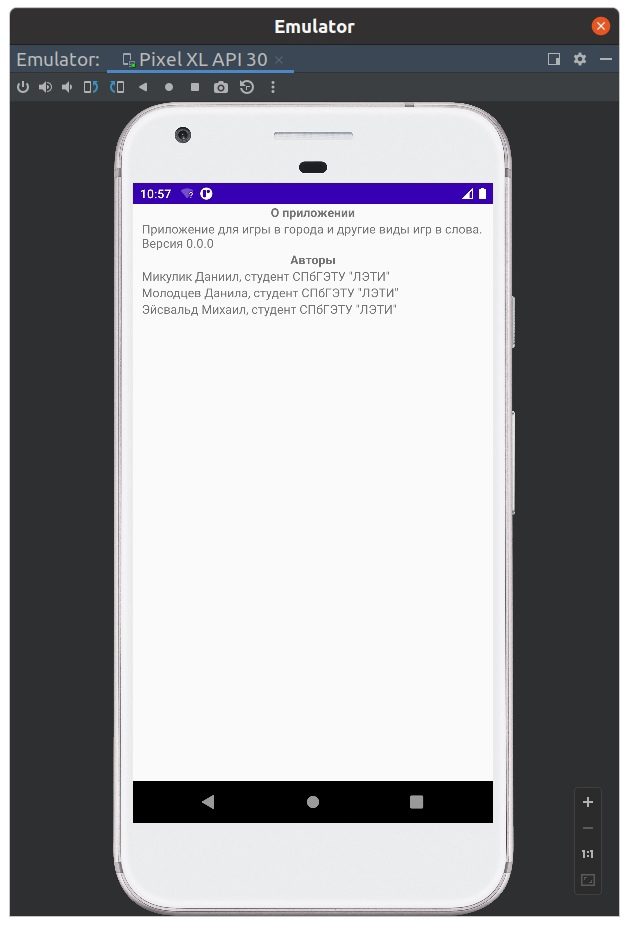 Emulator
Emulator: Pixel XL API 30
10:57
О приложении
Приложение для игры в города и другие виды игр в слова.
Версия 0.0.0
Авторы
Микулик Даниил, студент СПбГЭТУ "ЛЭТИ"
Молодцев Данила, студент СПбГЭТУ "ЛЭТИ"
Эйсвальд Михаил, студент СПбГЭТУ "ЛЭТИ"
1:1